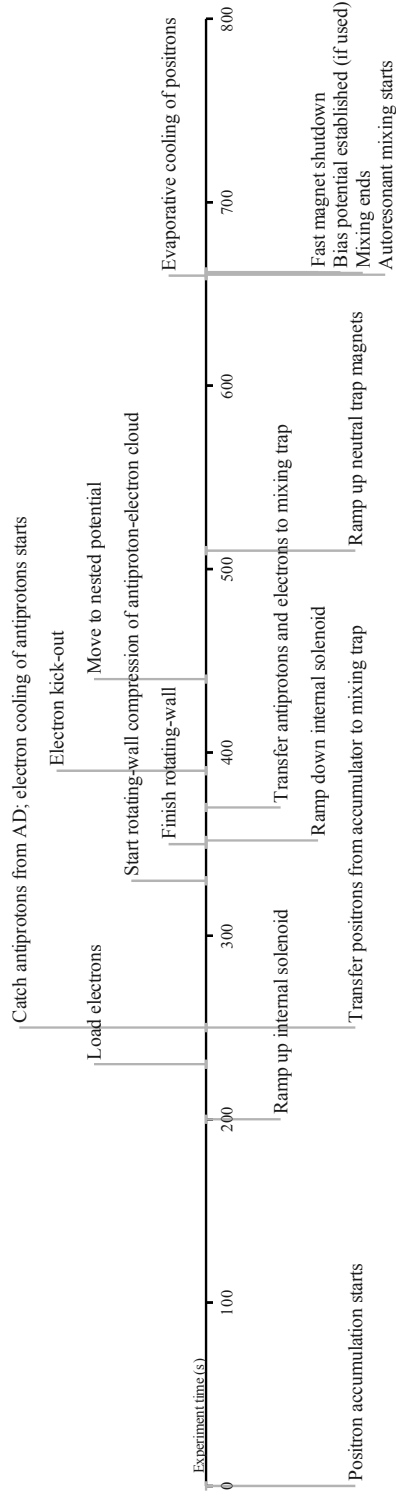 Catch antiprotons from AD; electron cooling of antiprotons starts
Electron kick-out
Load electrons
Move to nested potential
Start rotating-wall compression of antiproton-electron cloud
Finish rotating-wall
Evaporative cooling of positrons
Experiment time (s)
0
100
200
300
400
500
600
700
800
Ramp up internal solenoid
Transfer antiprotons and electrons to mixing trap
Ramp down internal solenoid
Fast magnet shutdown
Bias potential established (if used)
Positron accumulation starts
Transfer positrons from accumulator to mixing trap
Ramp up neutral trap magnets
Mixing ends
Autoresonant mixing starts